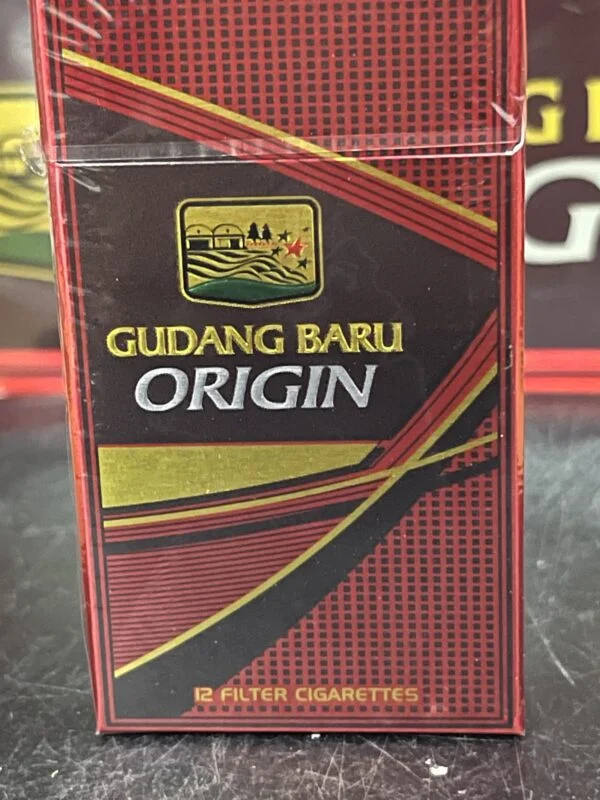 GUDANG BARU
ORIGIN
12 FILTER CIGARETTES
G
G